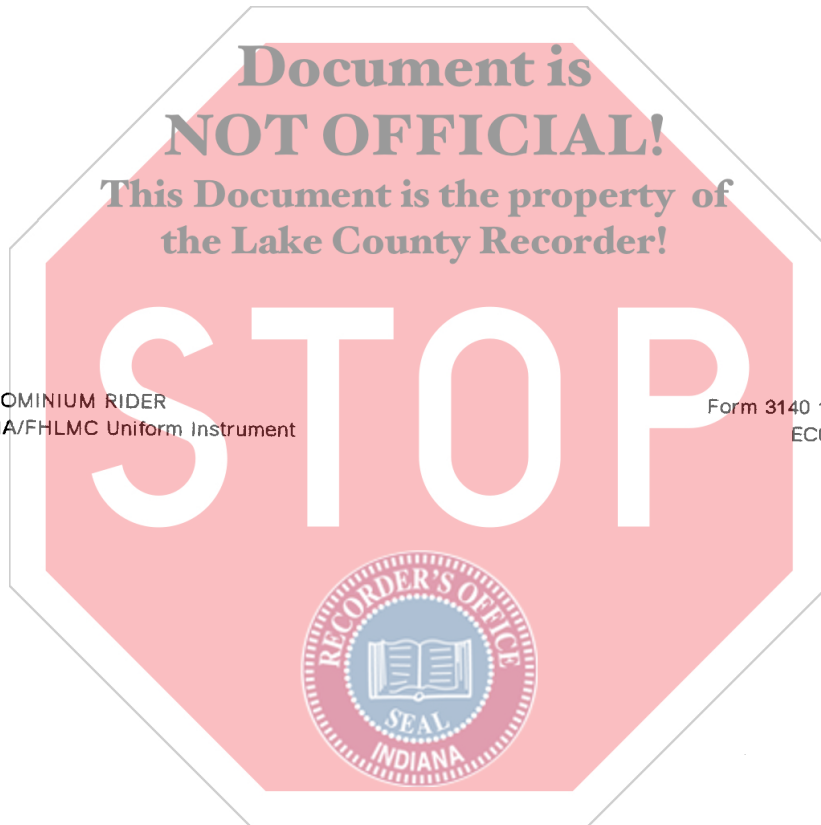 Document is
NOT OFFICIAL!
This Document is the property of
the Lake County Recorder!
STOP
OMINIUM RIDER
Form 3140
A/FHLMC Uniform Instrument
RECORDER'S OFFICE
SEAL
INDIANA